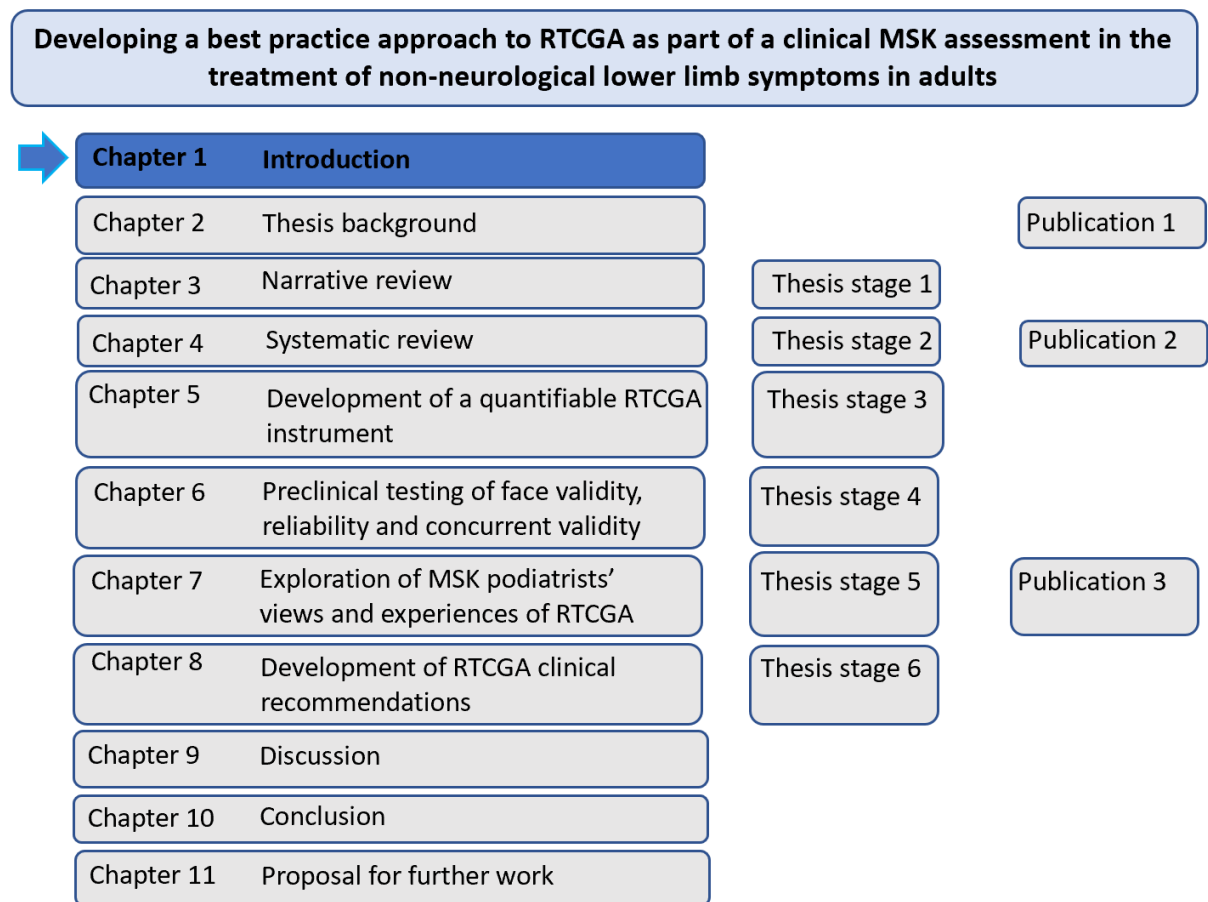 Developing a best practice approach to RTCGA as part of a clinical MSK assessment in the
treatment of non-neurological lower limb symptoms in adults
Chapter 1 Introduction
Chapter 2 Thesis background Publication 1
Chapter 3 Narrative review Thesis stage 1
Chapter 4 Systematic review Thesis stage 2 Publication 2
Chapter 5 Development of a quantifiable RTCGA Thesis stage 3
instrument
Chapter 6 Preclinical testing of face validity, Thesis stage 4
reliability and concurrent validity
Chapter 7 Exploration of MSK podiatrists’ Thesis stage 5 Publication 3
views and experiences of RTCGA
Chapter 8 Development of RTCGA clinical Thesis stage 6
recommendations
Chapter 9 Discussion
Chapter 10 Conclusion
Chapter 11 Proposal for further work